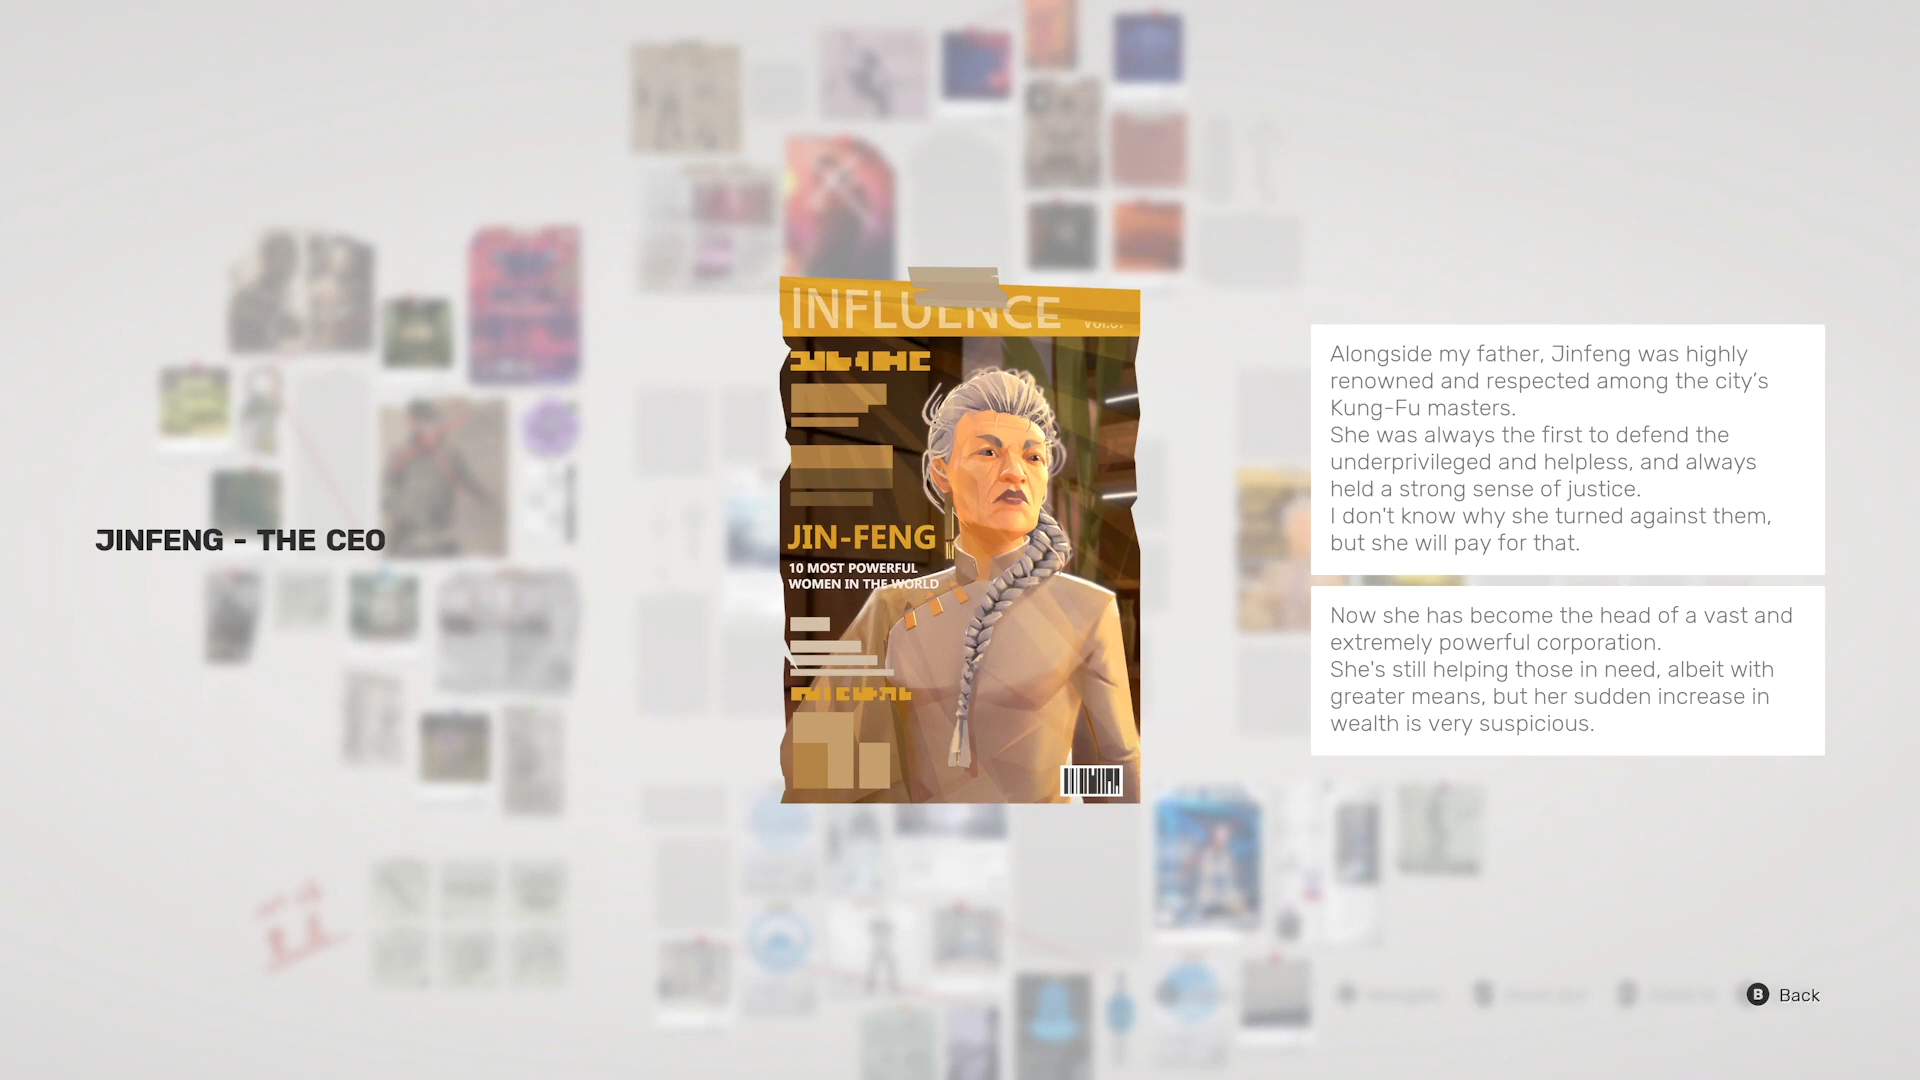 INFLUENCE
JIN-FENG
10 MOST POWERFUL
WOMEN IN THE WORLD
JINFENG - THE CEO
Alongside my father, Jinfeng was highly
renowned and respected among the city’s
Kung-Fu masters.
She was always the first to defend the
underprivileged and helpless, and always
held a strong sense of justice.
I don't know why she turned against them,
but she will pay for that.
Now she has become the head of a vast and
extremely powerful corporation.
She's still helping those in need, albeit with
greater means, but her sudden increase in
wealth is very suspicious.
B Back